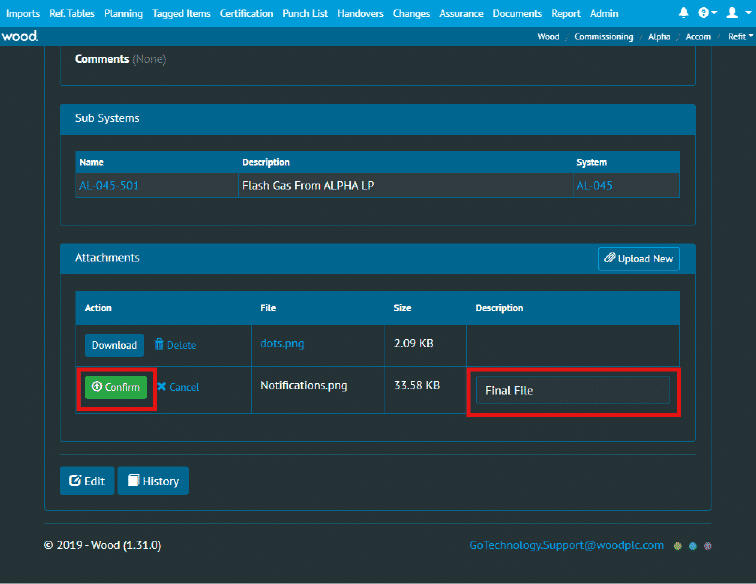 Imports Ref.Tables Planning Tagged Items Certification Punch List Handovers Changes Assurance Documents Report Admin
wood. Wood / Commissioning / Alpha / Accom / Refit
Comments (None)
Sub Systems
Name Description System
AL-045-501 Flash Gas From ALPHA LP AL-045
Attachments Upload New
Action File Size Description
Download Delete dots.png 2.09 KB
Confirm Cancel Notifications.png 33.58 KB Final File
Edit History
© 2019 - Wood (1.31.0) GoTechnology.Support@woodplc.com